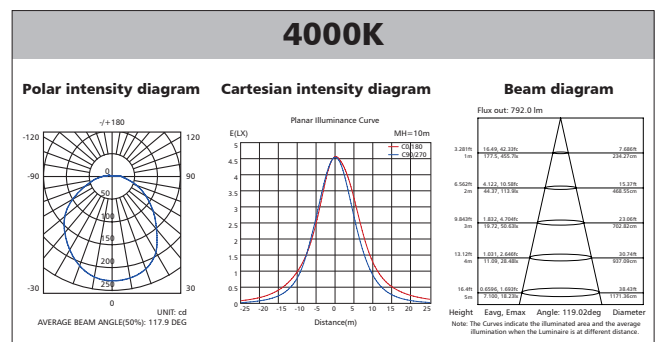 4000K
Polar intensity diagram
Cartesian intensity diagram
Beam diagram
-/+180
-120
120
-90
90
-30
30
0
0
50
100
150
200
250
UNIT: cd
AVERAGE BEAM ANGLE(50%): 117.9 DEG
Planar Illuminance Curve
E(LX)
MH=10m
C0/180
C90/270
5
4.5
4
3.5
3
2.5
2
1.5
1
0.5
0
-25 -20 -15 -10 -5 0 5 10 15 20 25
Distance(m)
Flux out: 792.0 lm
3.281ft 16.49, 42.33fc 7.686ft
1m 177.5, 455.7lx 234.27cm
6.562ft 4.122, 10.58fc 15.37ft
2m 44.37, 113.9lx 468.55cm
9.843ft 1.832, 4.704fc 23.06ft
3m 19.72, 50.63lx 702.82cm
13.12ft 1.031, 2.646fc 30.74ft
4m 11.09, 28.48lx 937.09cm
16.4ft 0.6596, 1.693fc 38.43ft
5m 7.100, 18.23lx 1171.36cm
Height Eavg, Emax Angle: 119.02deg Diameter
Note: The Curves indicate the illuminated area and the average
illumination when the Luminaire is at different distance.